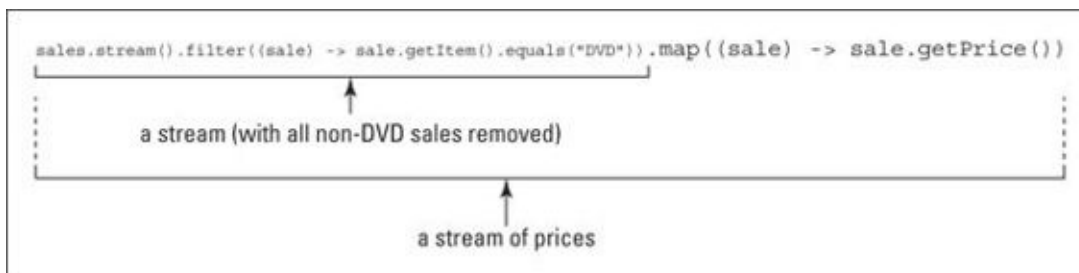 sales.stream().filter((sale) -> sale.getItem().equals("DVD")).map((sale) -> sale.getPrice())
a stream (with all non-DVD sales removed)
a stream of prices